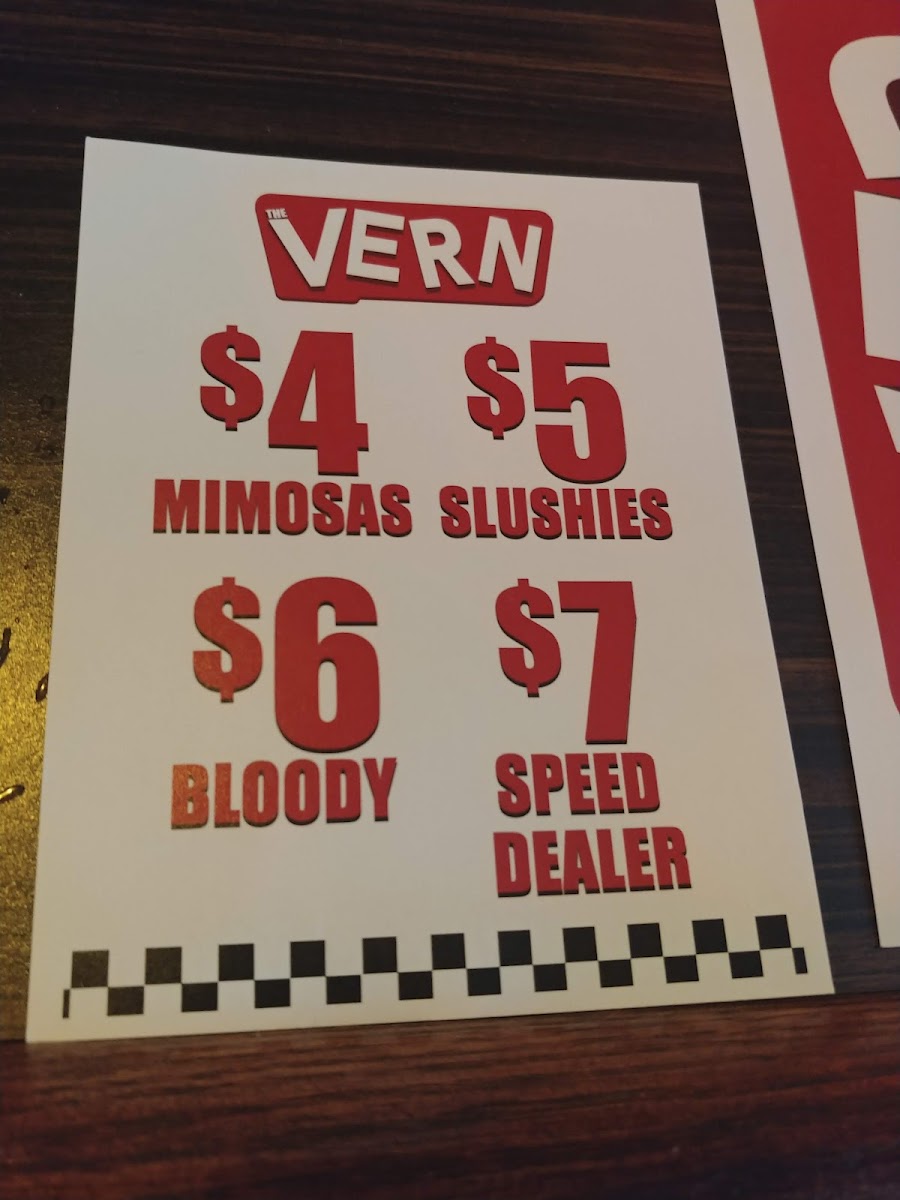 THE
VERN
$4 $5
MIMOSAS SLUSHIES
$6 $7
BLOODY SPEED
DEALER